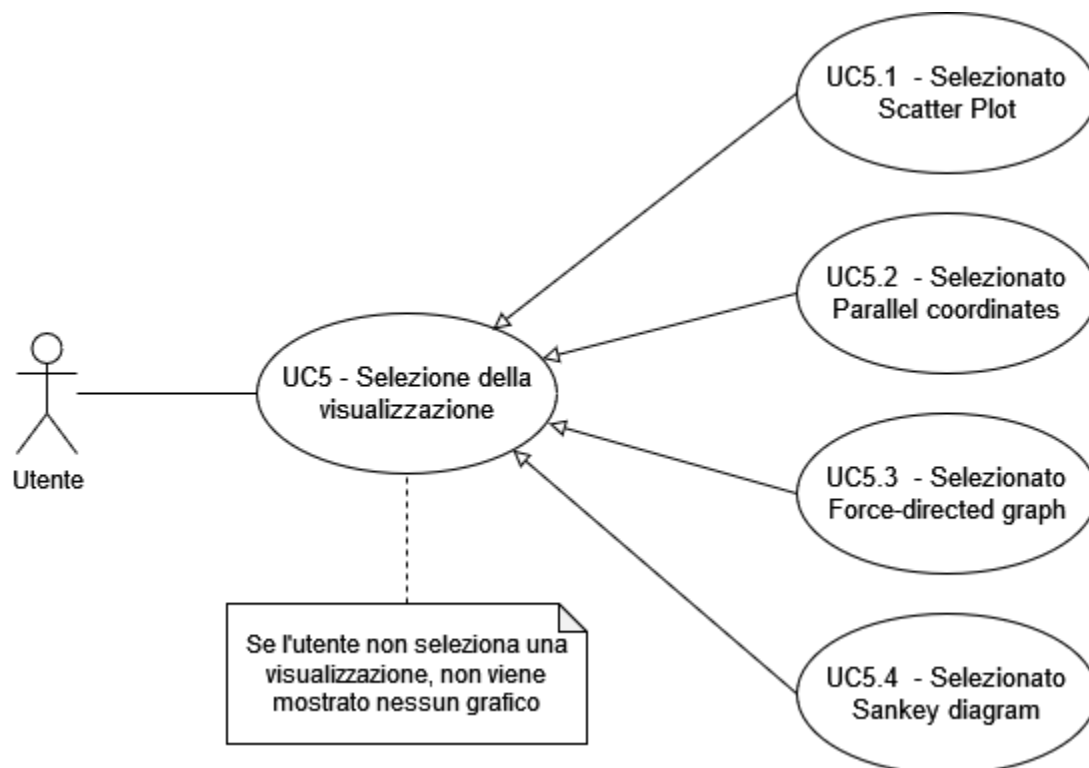 UC5.1 - Selezionato
Scatter Plot
UC5.2 - Selezionato
Parallel coordinates
UC5 - Selezione della
visualizzazione
Utente
UC5.3 - Selezionato
Force-directed graph
Se l'utente non seleziona una
visualizzazione, non viene
mostrato nessun grafico
UC5.4 - Selezionato
Sankey diagram